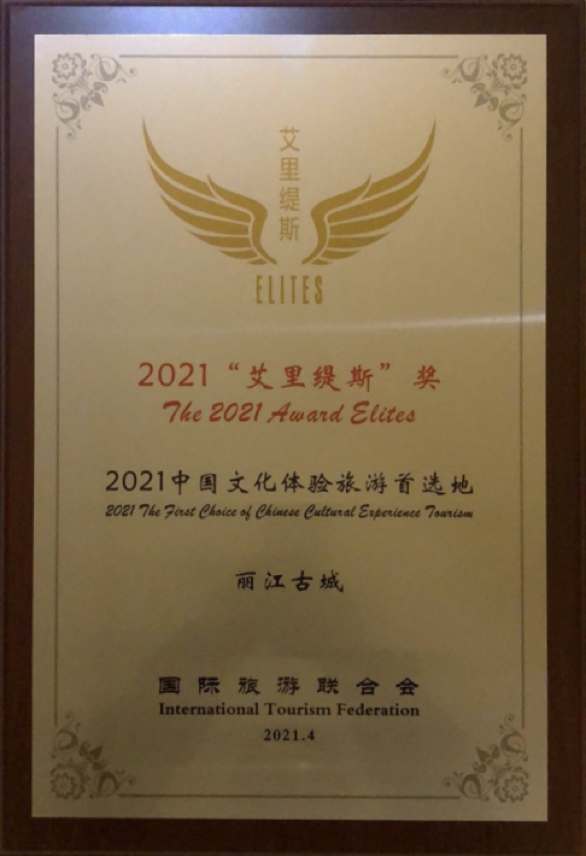 艾里缇斯
ELITES
2021“艾里缇斯”奖
The 2021 Award Elites
2021中国文化体验旅游首选地
2021 The First Choice of Chinese Cultural Experience Tourism
丽江古城
国际旅游联合会
International Tourism Federation
2021.4